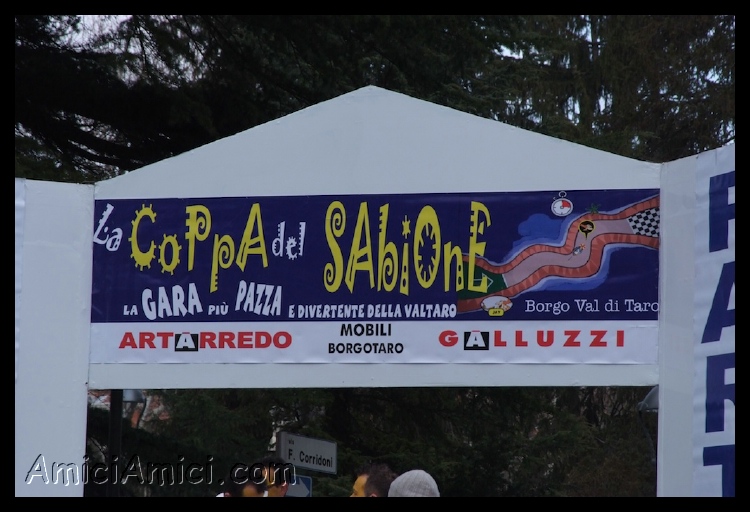 La CoPpA del SAbiOnE
LA GARA PIÙ PAZZA E DIVERTENTE DELLA VALTARO
Borgo Val di Taro
ARTARREDO
MOBILI
BORGOTARO
GALLUZZI
PART
F. Corridoni
AmiciAmici.com